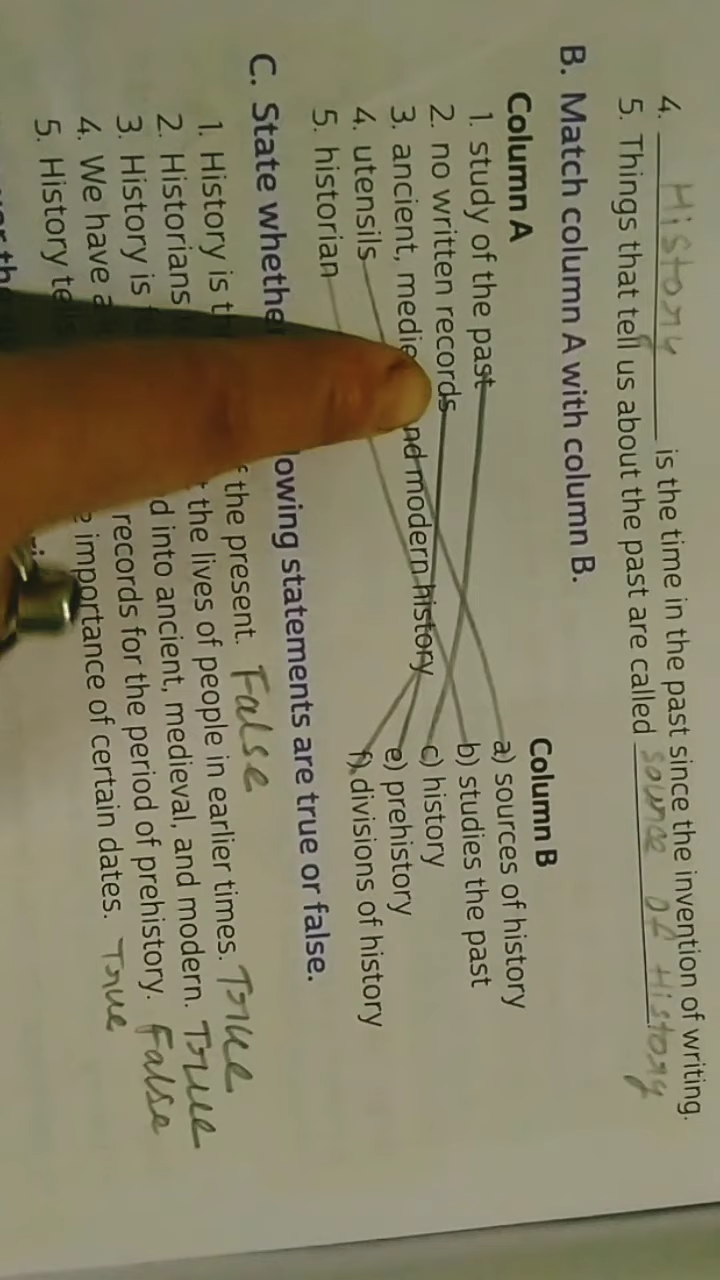 4. History is the time in the past since the invention of writing.
5. Things that tell us about the past are called source of History
B. Match column A with column B.
Column A Column B
1. study of the past a) sources of history
2. no written records b) studies the past
3. ancient, medie nd modern history c) history
4. utensils e) prehistory
5. historian f) divisions of history
C. State whethe lowing statements are true or false.
1. History is t f the present. False
2. Historians the lives of people in earlier times. True
3. History is d into ancient, medieval, and modern. True
4. We have a records for the period of prehistory. False
5. History te importance of certain dates. True